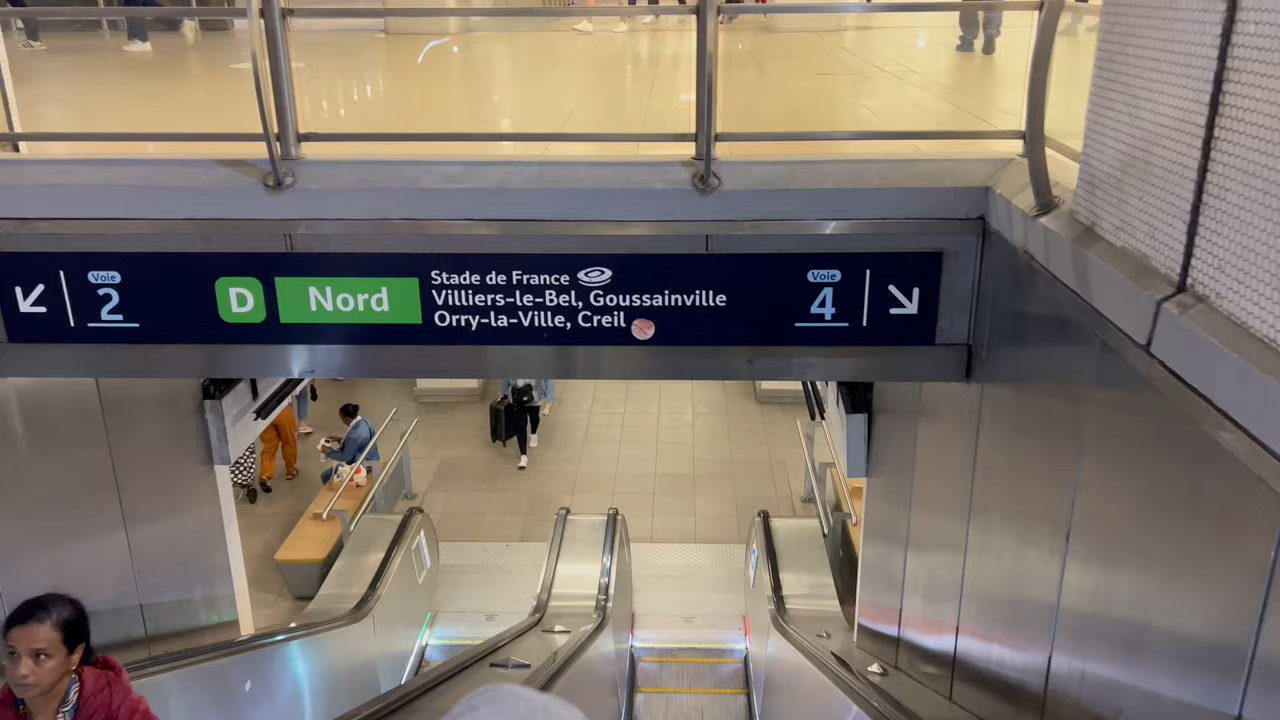 Voie
2
D
Nord
Stade de France
Villiers-le-Bel, Goussainville
Orry-la-Ville, Creil
Voie
4